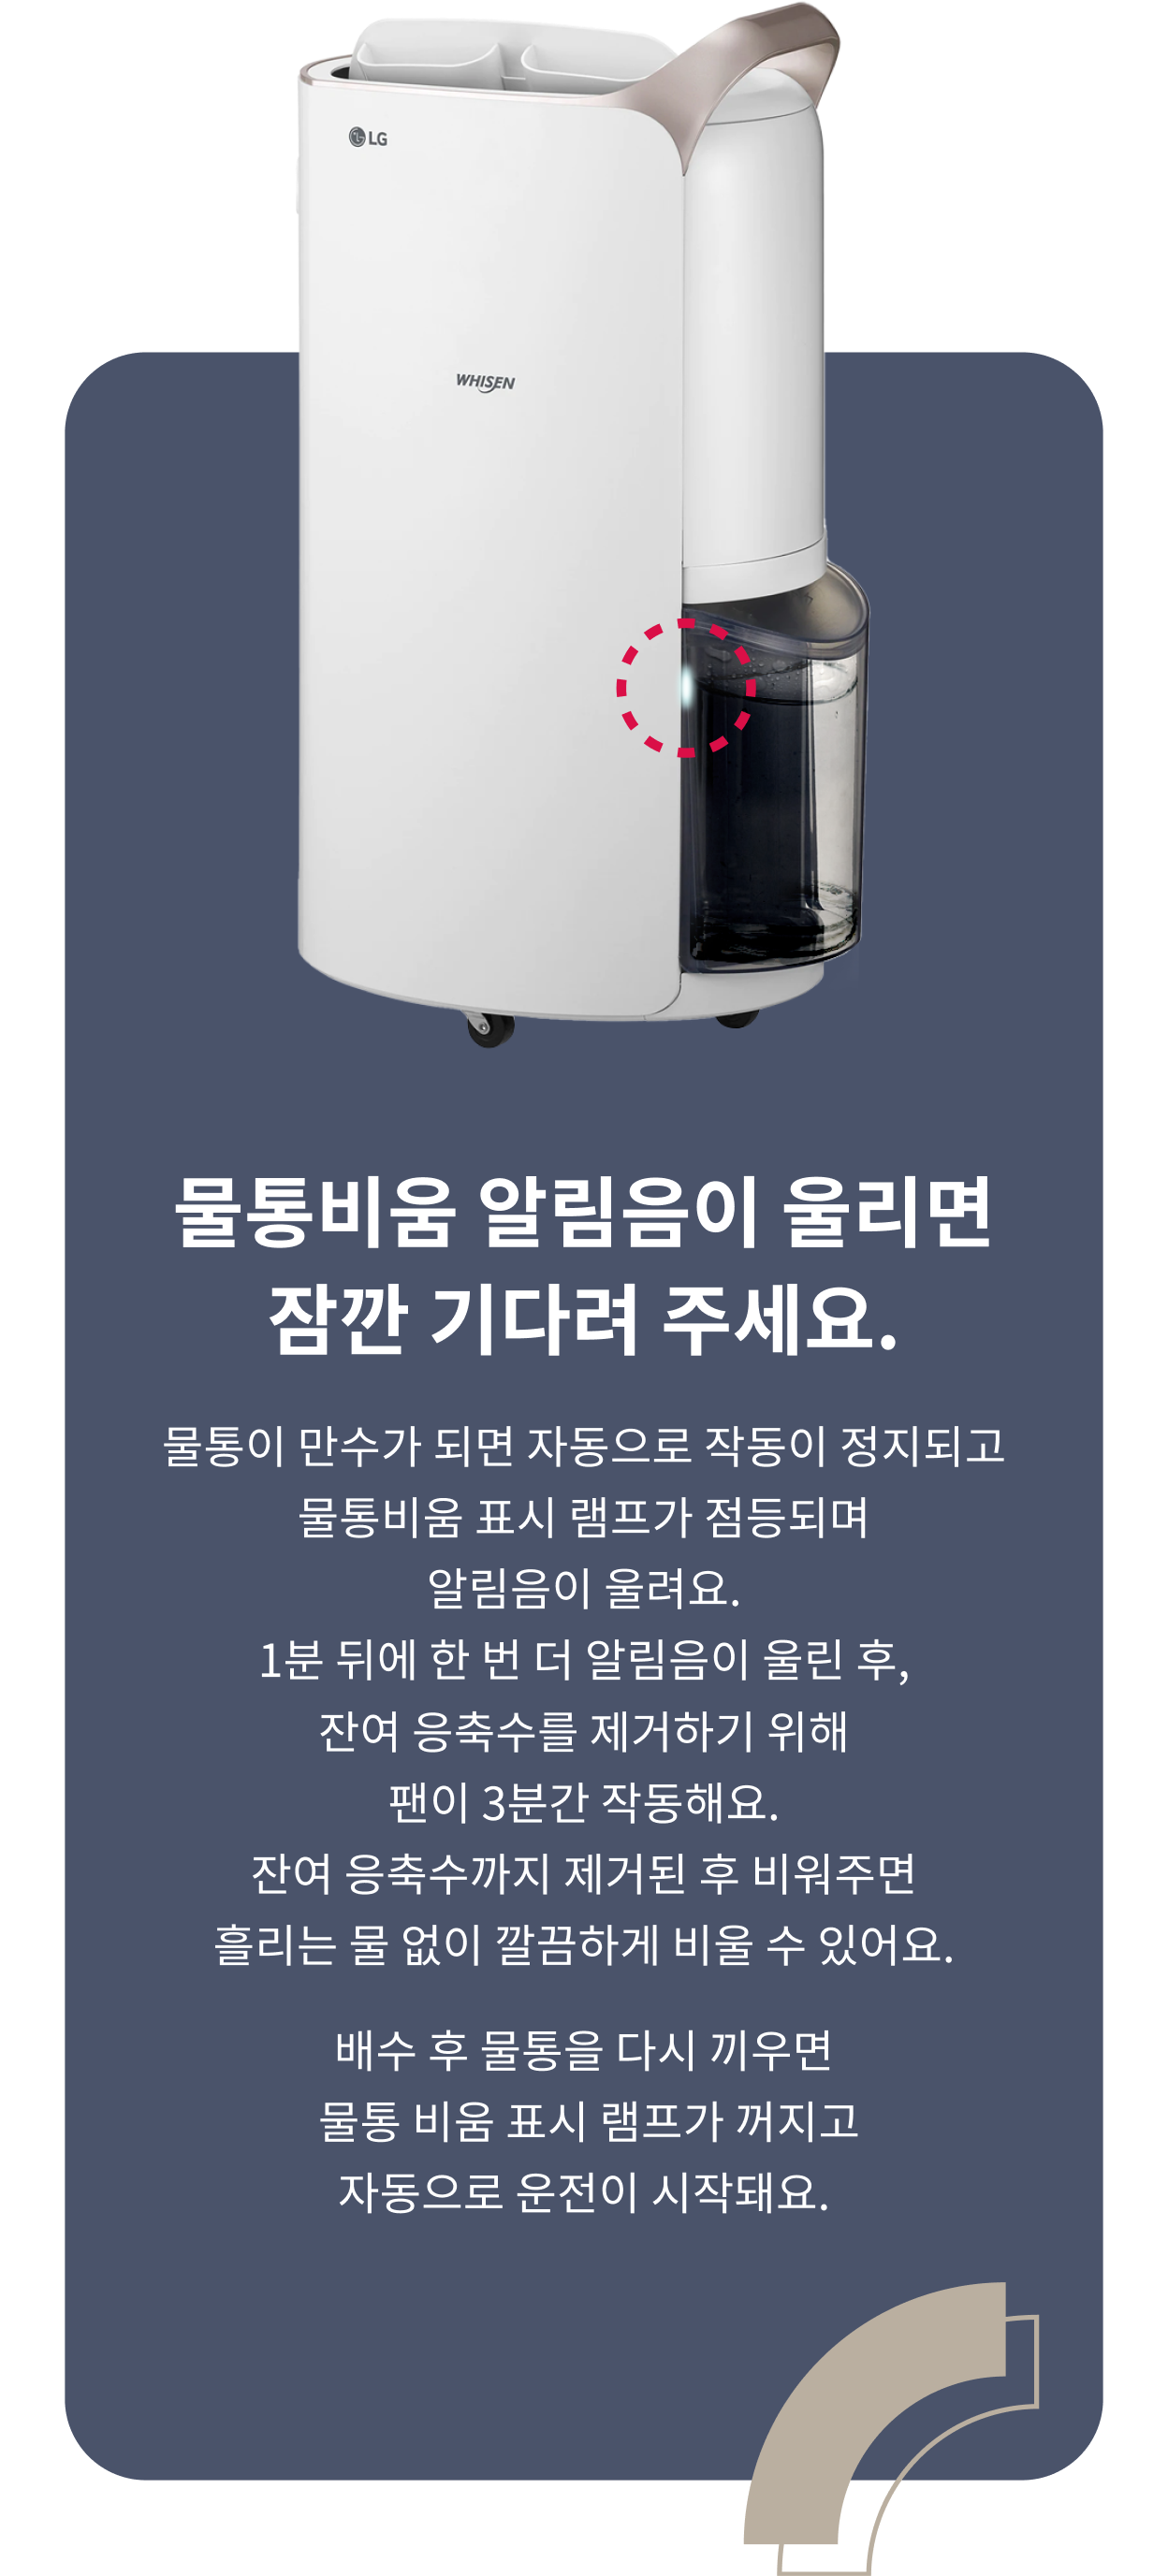 LG
WHISEN
물통비움 알림음이 울리면
잠깐 기다려 주세요.
물통이 만수가 되면 자동으로 작동이 정지되고
물통비움 표시 램프가 점등되며
알림음이 울려요.
1분 뒤에 한 번 더 알림음이 울린 후,
잔여 응축수를 제거하기 위해
팬이 3분간 작동해요.
잔여 응축수까지 제거된 후 비워주면
흘리는 물 없이 깔끔하게 비울 수 있어요.
배수 후 물통을 다시 끼우면
물통 비움 표시 램프가 꺼지고
자동으로 운전이 시작돼요.